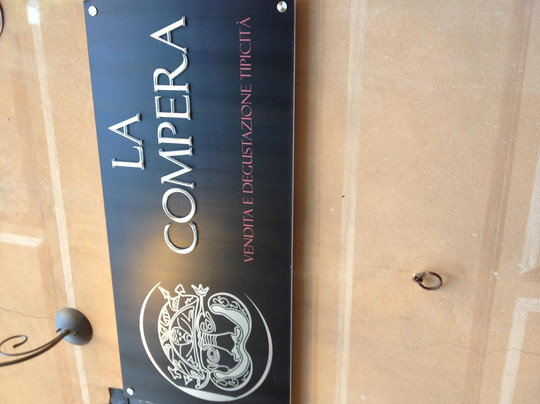 LA
COMPERA
VENDITA E DEGUSTAZIONE TIPICITÀ